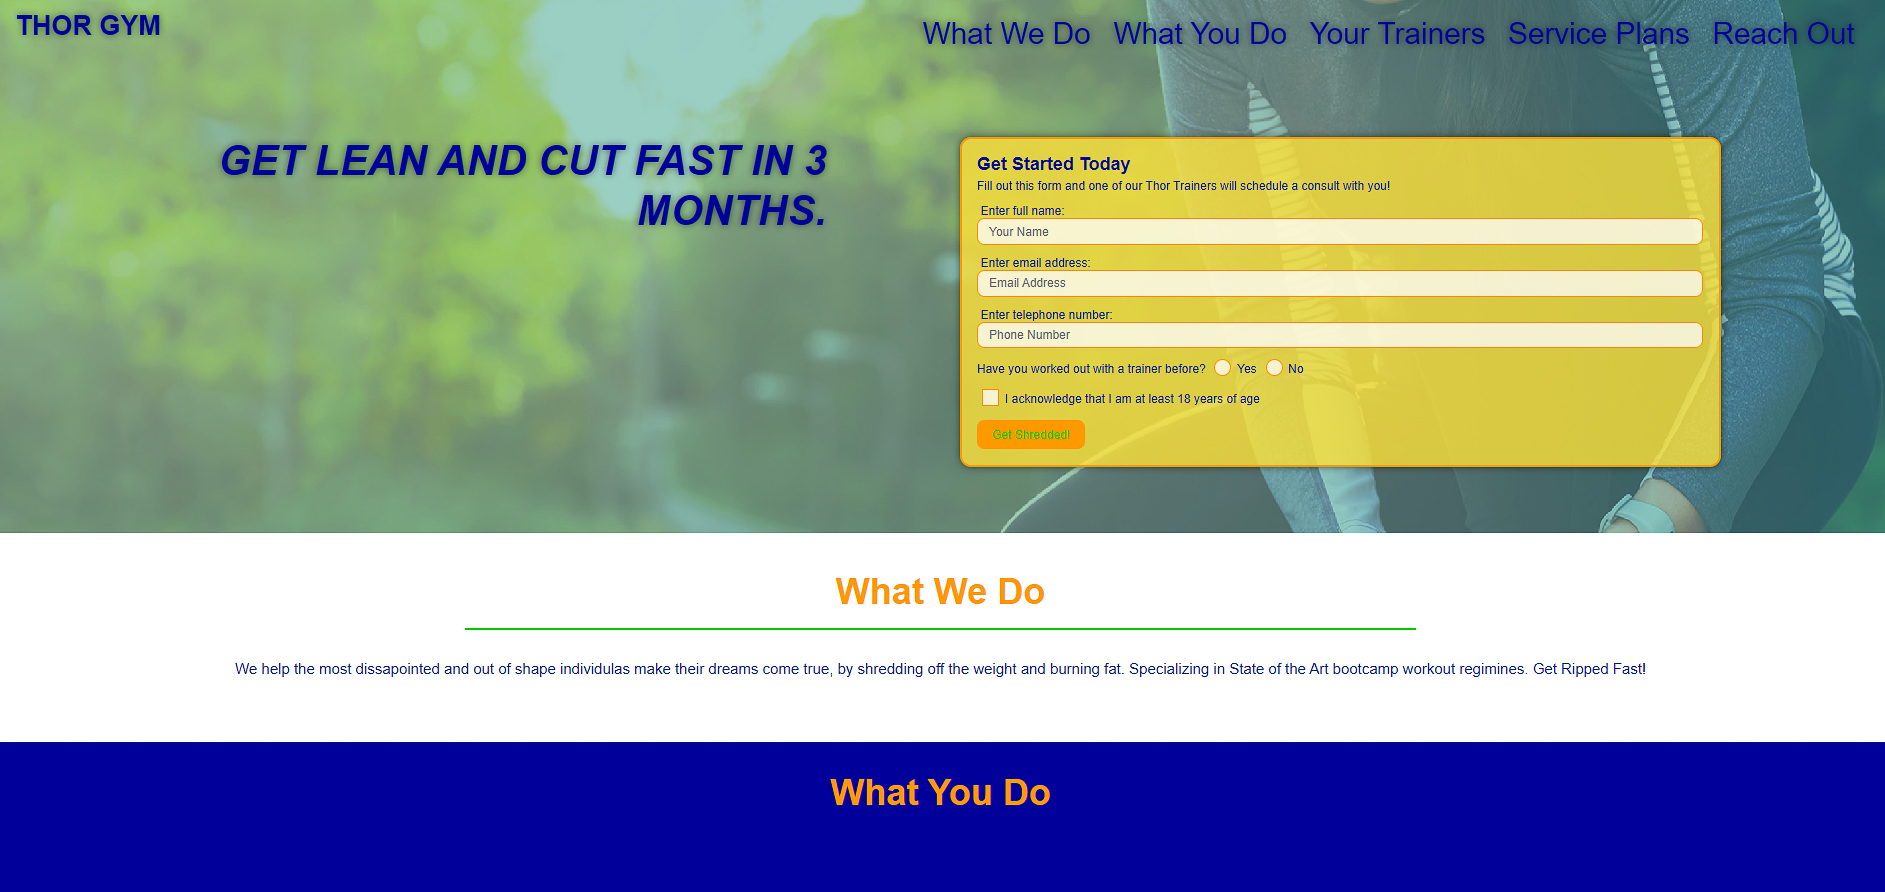 THOR GYM
What We Do What You Do Your Trainers Service Plans Reach Out
GET LEAN AND CUT FAST IN 3
MONTHS.
Get Started Today
Fill out this form and one of our Thor Trainers will schedule a consult with you!
Enter full name:
Your Name
Enter email address:
Email Address
Enter telephone number:
Phone Number
Have you worked out with a trainer before? Yes No
I acknowledge that I am at least 18 years of age
Get Shredded!
What We Do
We help the most dissapointed and out of shape individulas make their dreams come true, by shredding off the weight and burning fat. Specializing in State of the Art bootcamp workout regimines. Get Ripped Fast!
What You Do